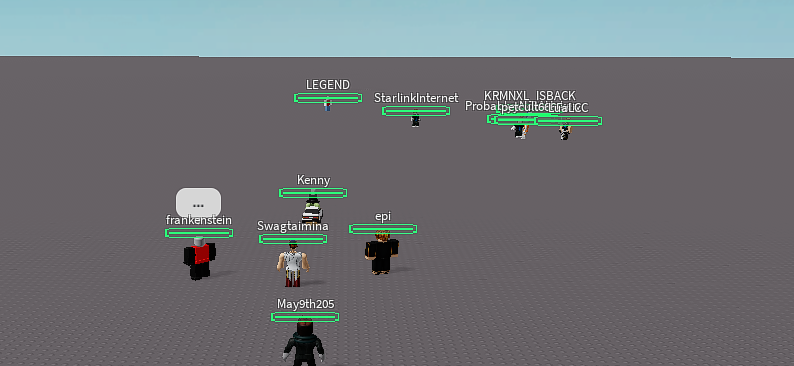 LEGEND
StarlinkInternet
KRMNXL_ISBACK
Kenny
...
frankenstein
Swagtaimina
epi
May9th205